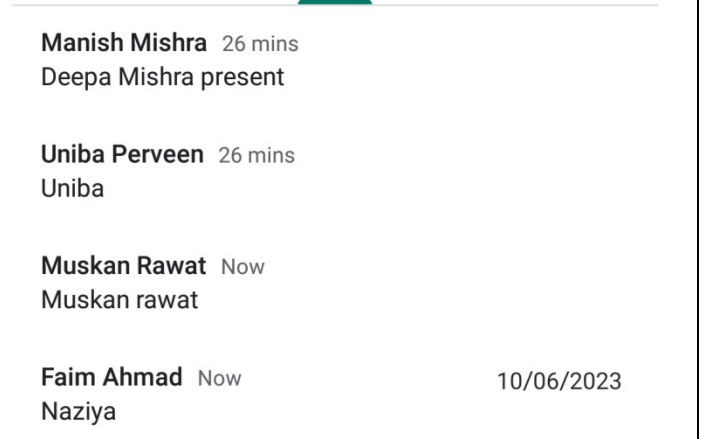 Manish Mishra 26 mins
Deepa Mishra present
Uniba Perveen 26 mins
Uniba
Muskan Rawat Now
Muskan rawat
Faim Ahmad Now 10/06/2023
Naziya